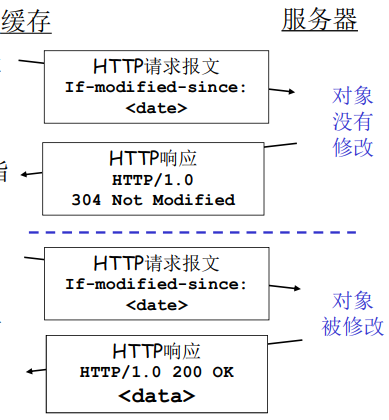 缓存
服务器
HTTP请求报文
If-modified-since:
<date>
对象
没有
修改
HTTP响应
HTTP/1.0
304 Not Modified
HTTP请求报文
If-modified-since:
<date>
对象
被修改
HTTP响应
HTTP/1.0 200 OK
<data>